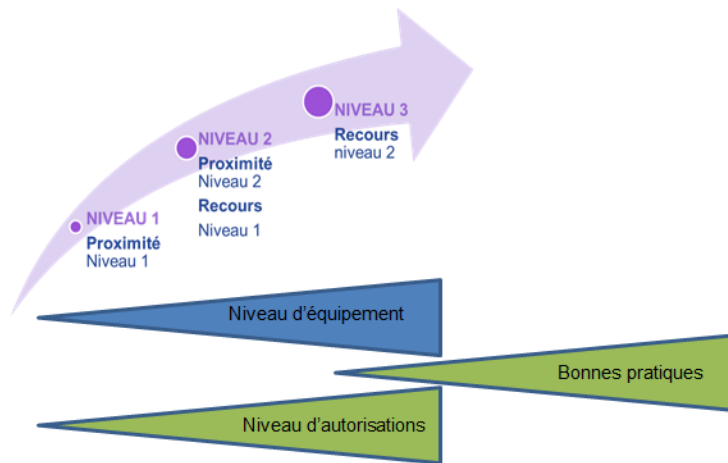 NIVEAU 3
Recours
niveau 2
NIVEAU 2
Proximité
Niveau 2
Recours
Niveau 1
NIVEAU 1
Proximité
Niveau 1
Niveau d'équipement
Bonnes pratiques
Niveau d'autorisations